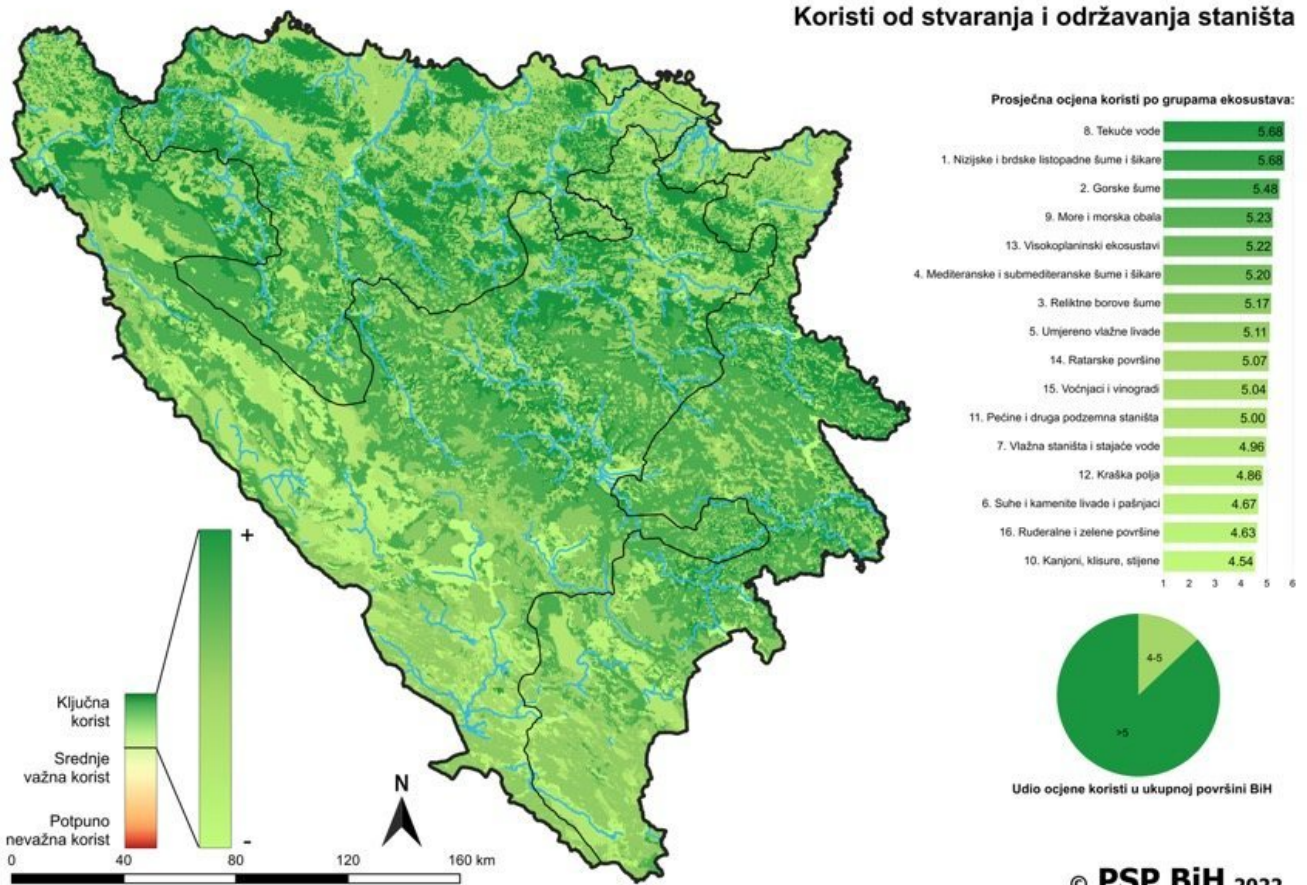 Koristi od stvaranja i održavanja staništa
Prosječna ocjena koristi po grupama ekosustava:
8. Tekuće vode 5.68
1. Nizijske i brdske listopadne šume i šikare 5.68
2. Gorske šume 5.48
9. More i morska obala 5.23
13. Visokoplaninski ekosustavi 5.22
4. Mediteranske i submediteranske šume i šikare 5.20
3. Reliktne borove šume 5.17
5. Umjereno vlažne livade 5.11
14. Ratarske površine 5.07
15. Voćnjaci i vinogradi 5.04
11. Pećine i druga podzemna staništa 5.00
7. Vlažna staništa i stajaće vode 4.96
12. Kraška polja 4.86
6. Suhe i kamenite livade i pašnjaci 4.67
16. Ruderalne i zelene površine 4.63
10. Kanjoni, klisure, stijene 4.54
1 2 3 4 5 6
4-5
>5
Udio ocjene koristi u ukupnoj površini BiH
+
-
Ključna
korist
Srednje
važna korist
Potpuno
nevažna korist
N
0 40 80 120 160 km
© PSP BiH 2022